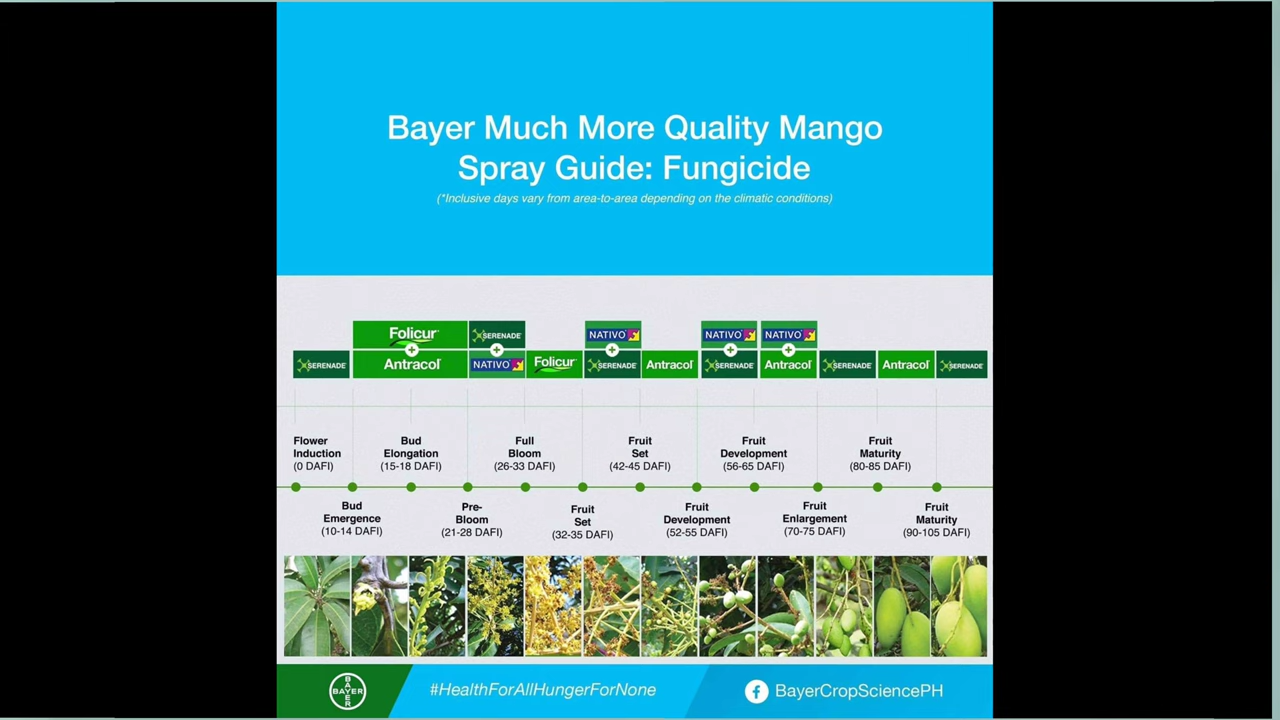 Bayer Much More Quality Mango
Spray Guide: Fungicide
(*Inclusive days vary from area-to-area depending on the climatic conditions)
Folicur
SERENADE
NATIVO
NATIVO
NATIVO
+
+
+
+
+
SERENADE
Antracol
NATIVO
Folicur
SERENADE
Antracol
SERENADE
Antracol
SERENADE
Antracol
SERENADE
Flower
Induction
(0 DAFI)
Bud
Elongation
(15-18 DAFI)
Full
Bloom
(26-33 DAFI)
Fruit
Set
(42-45 DAFI)
Fruit
Development
(56-65 DAFI)
Fruit
Maturity
(80-85 DAFI)
Bud
Emergence
(10-14 DAFI)
Pre-
Bloom
(21-28 DAFI)
Fruit
Set
(32-35 DAFI)
Fruit
Development
(52-55 DAFI)
Fruit
Enlargement
(70-75 DAFI)
Fruit
Maturity
(90-105 DAFI)
BAYER
BAYER
#HealthForAllHungerForNone
f
BayerCropSciencePH